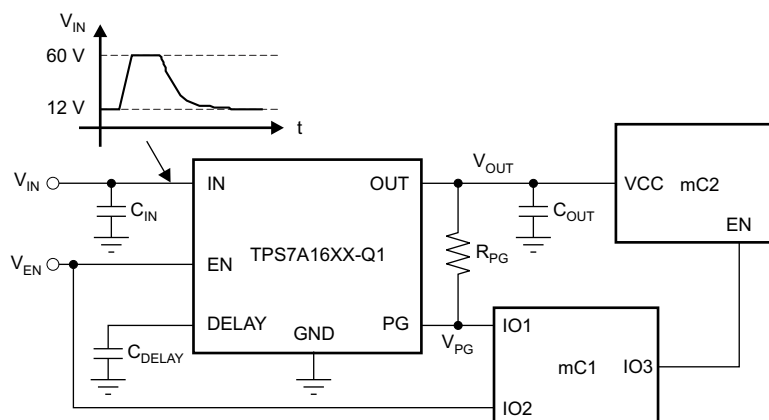 V_IN
60 V
12 V
t
V_IN
C_IN
IN
OUT
V_OUT
VCC
mC2
EN
C_OUT
V_EN
EN
TPS7A16XX-Q1
R_PG
DELAY
GND
PG
V_PG
C_DELAY
IO1
mC1
IO3
IO2